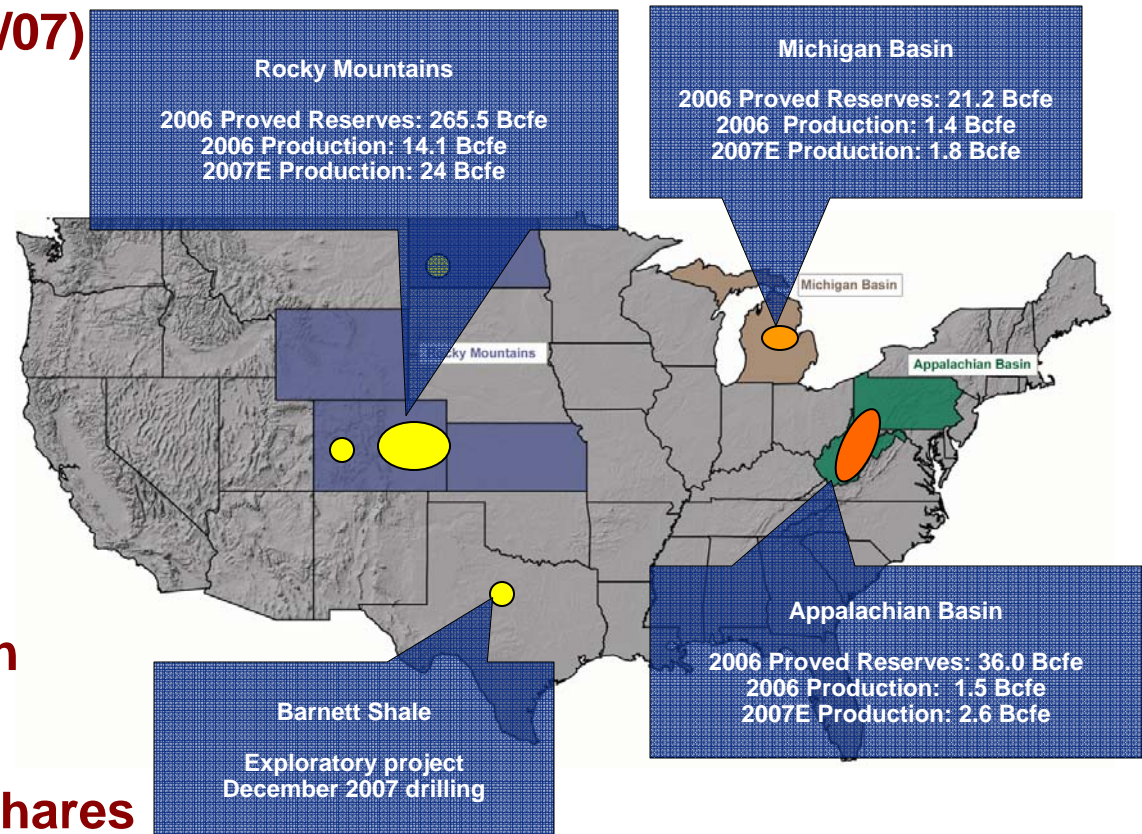 /07)
Rocky Mountains
2006 Proved Reserves: 265.5 Bcfe
2006 Production: 14.1 Bcfe
2007E Production: 24 Bcfe
Michigan Basin
2006 Proved Reserves: 21.2 Bcfe
2006 Production: 1.4 Bcfe
2007E Production: 1.8 Bcfe
Michigan Basin
cky Mountains
Appalachian Basin
n
Barnett Shale
Exploratory project
December 2007 drilling
Appalachian Basin
2006 Proved Reserves: 36.0 Bcfe
2006 Production: 1.5 Bcfe
2007E Production: 2.6 Bcfe
hares